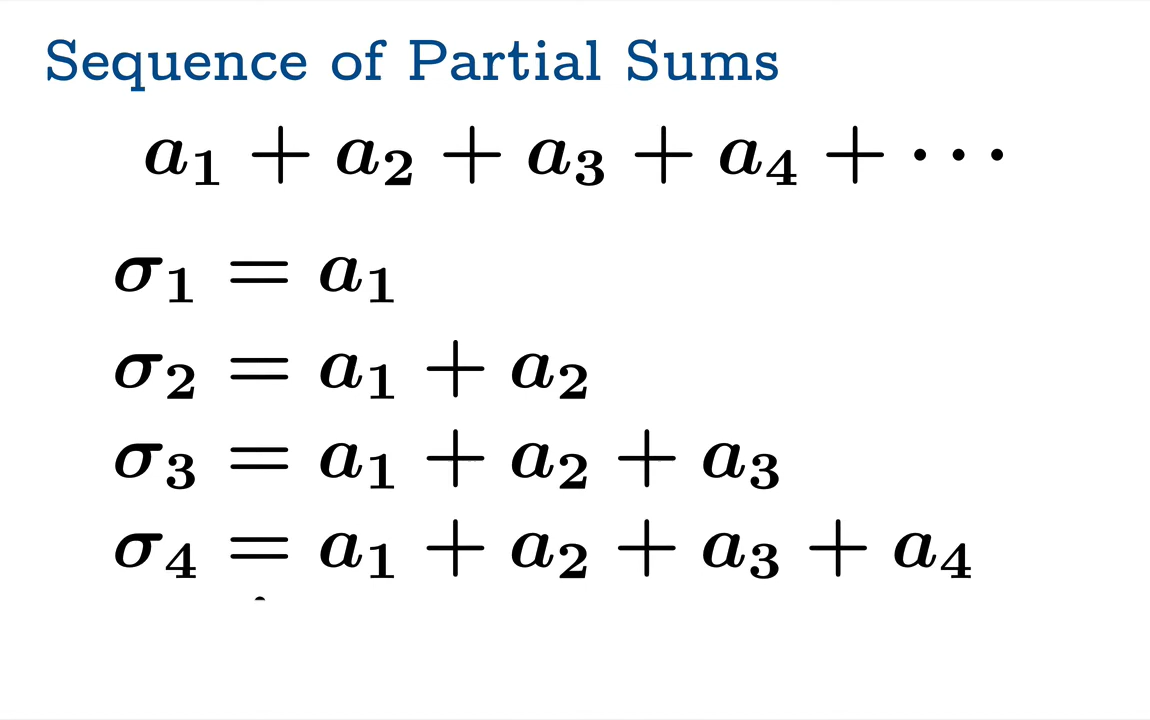 Sequence of Partial Sums
a₁ + a₂ + a₃ + a₄ + ···
σ₁ = a₁
σ₂ = a₁ + a₂
σ₃ = a₁ + a₂ + a₃
σ₄ = a₁ + a₂ + a₃ + a₄